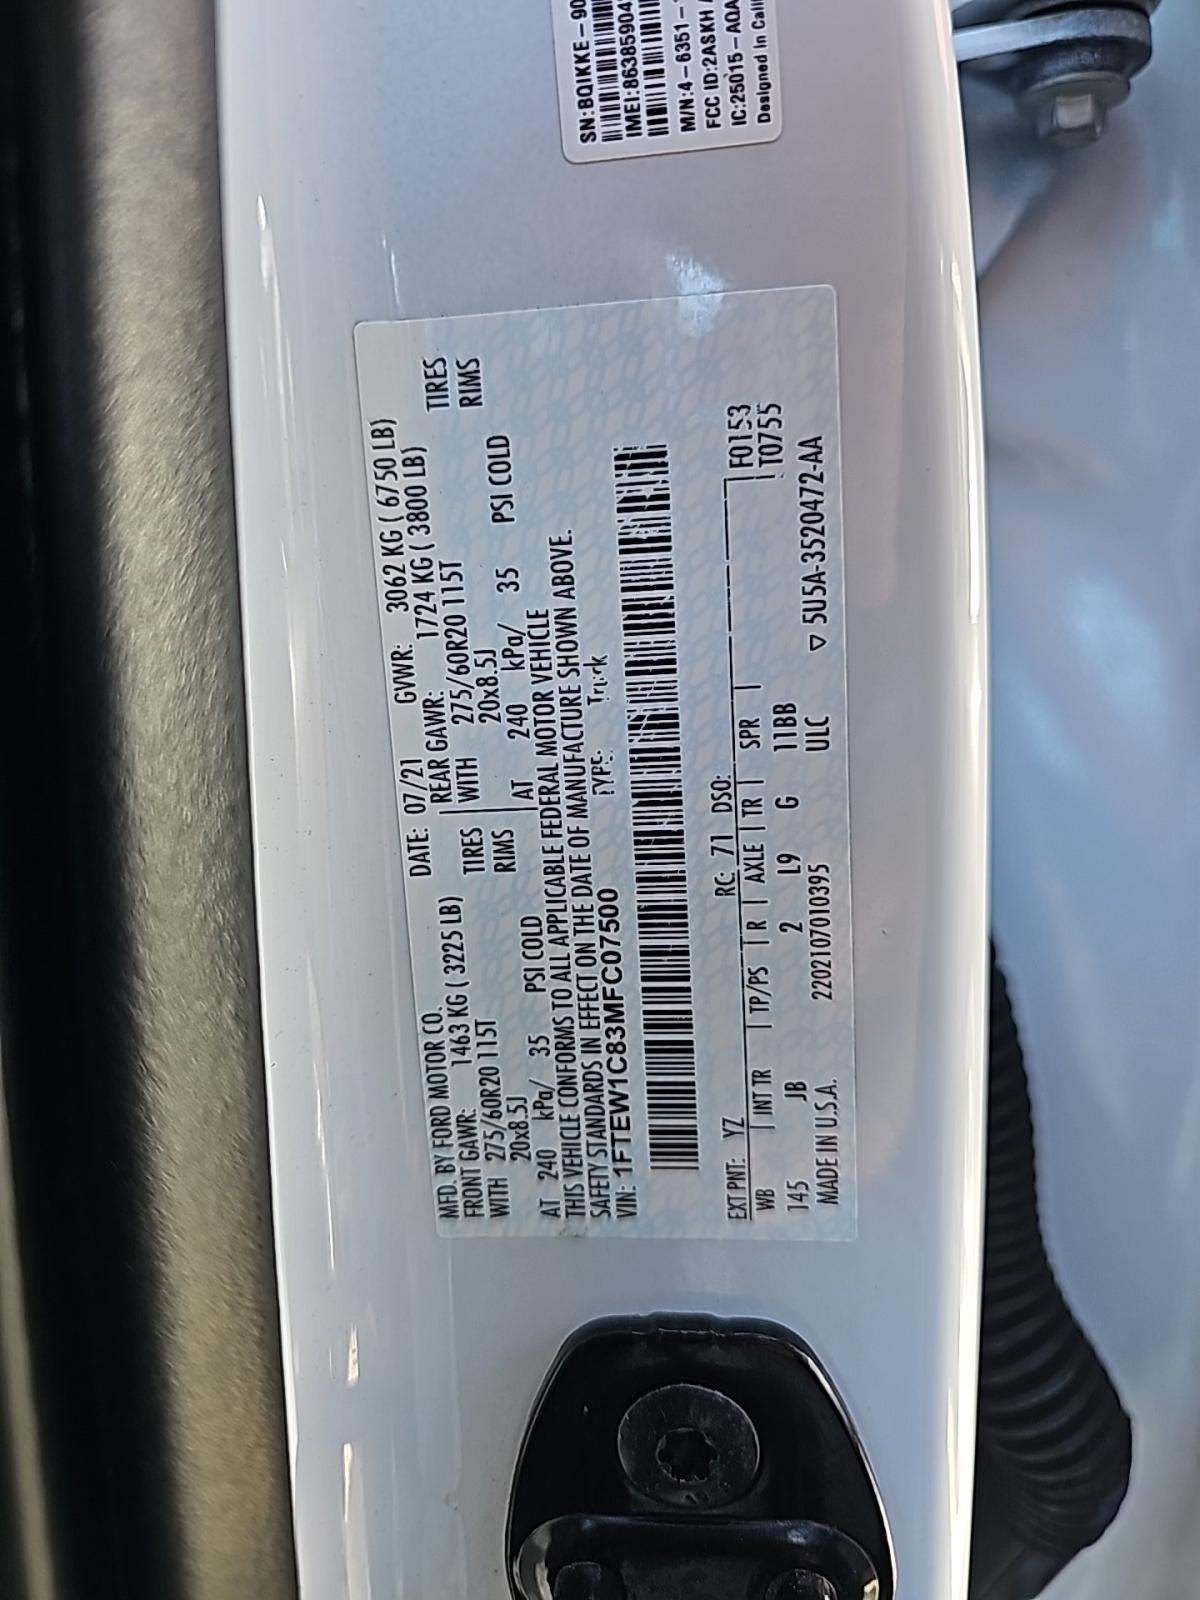 MFD. BY FORD MOTOR CO.
DATE: 07/21 GVWR: 3062 KG ( 6750 LB)
FRONT GAWR: 1463 KG ( 3225 LB)
REAR GAWR: 1724 KG ( 3800 LB)
WITH 275/60R20 115T TIRES
WITH 275/60R20 115T TIRES
20x8.5J RIMS
20x8.5J RIMS
AT 240 kPa/ 35 PSI COLD
AT 240 kPa/ 35 PSI COLD
THIS VEHICLE CONFORMS TO ALL APPLICABLE FEDERAL MOTOR VEHICLE
SAFETY STANDARDS IN EFFECT ON THE DATE OF MANUFACTURE SHOWN ABOVE.
VIN: 1FTEW1C83MFC07500
TYPE: Truck
EXT PNT: YZ RC: 71 DSO: F0153
WB INT TR TP/PS R AXLE TR SPR T0755
145 JB 2 L9 G 11BB
MADE IN U.S.A. 2202107010395 ULC ▽ 5U5A-3520472-AA
SN:BQIKKE-90
IMEI:86385904
M/N:4-6351-
FCC ID:2ASKH
IC:25015-AQA
Designed In Cali